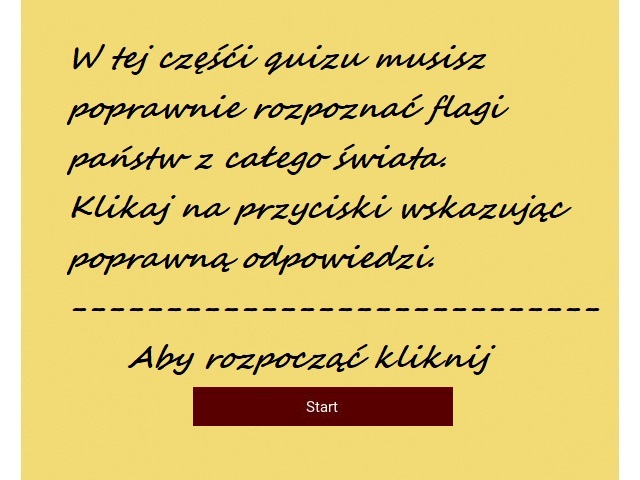 W tej częśći quizu musisz
poprawnie rozpoznać flagi
państw z całego świata.
Klikaj na przyciski wskazując
poprawną odpowiedzi.
-----------------------------
Aby rozpocząć kliknij
Start